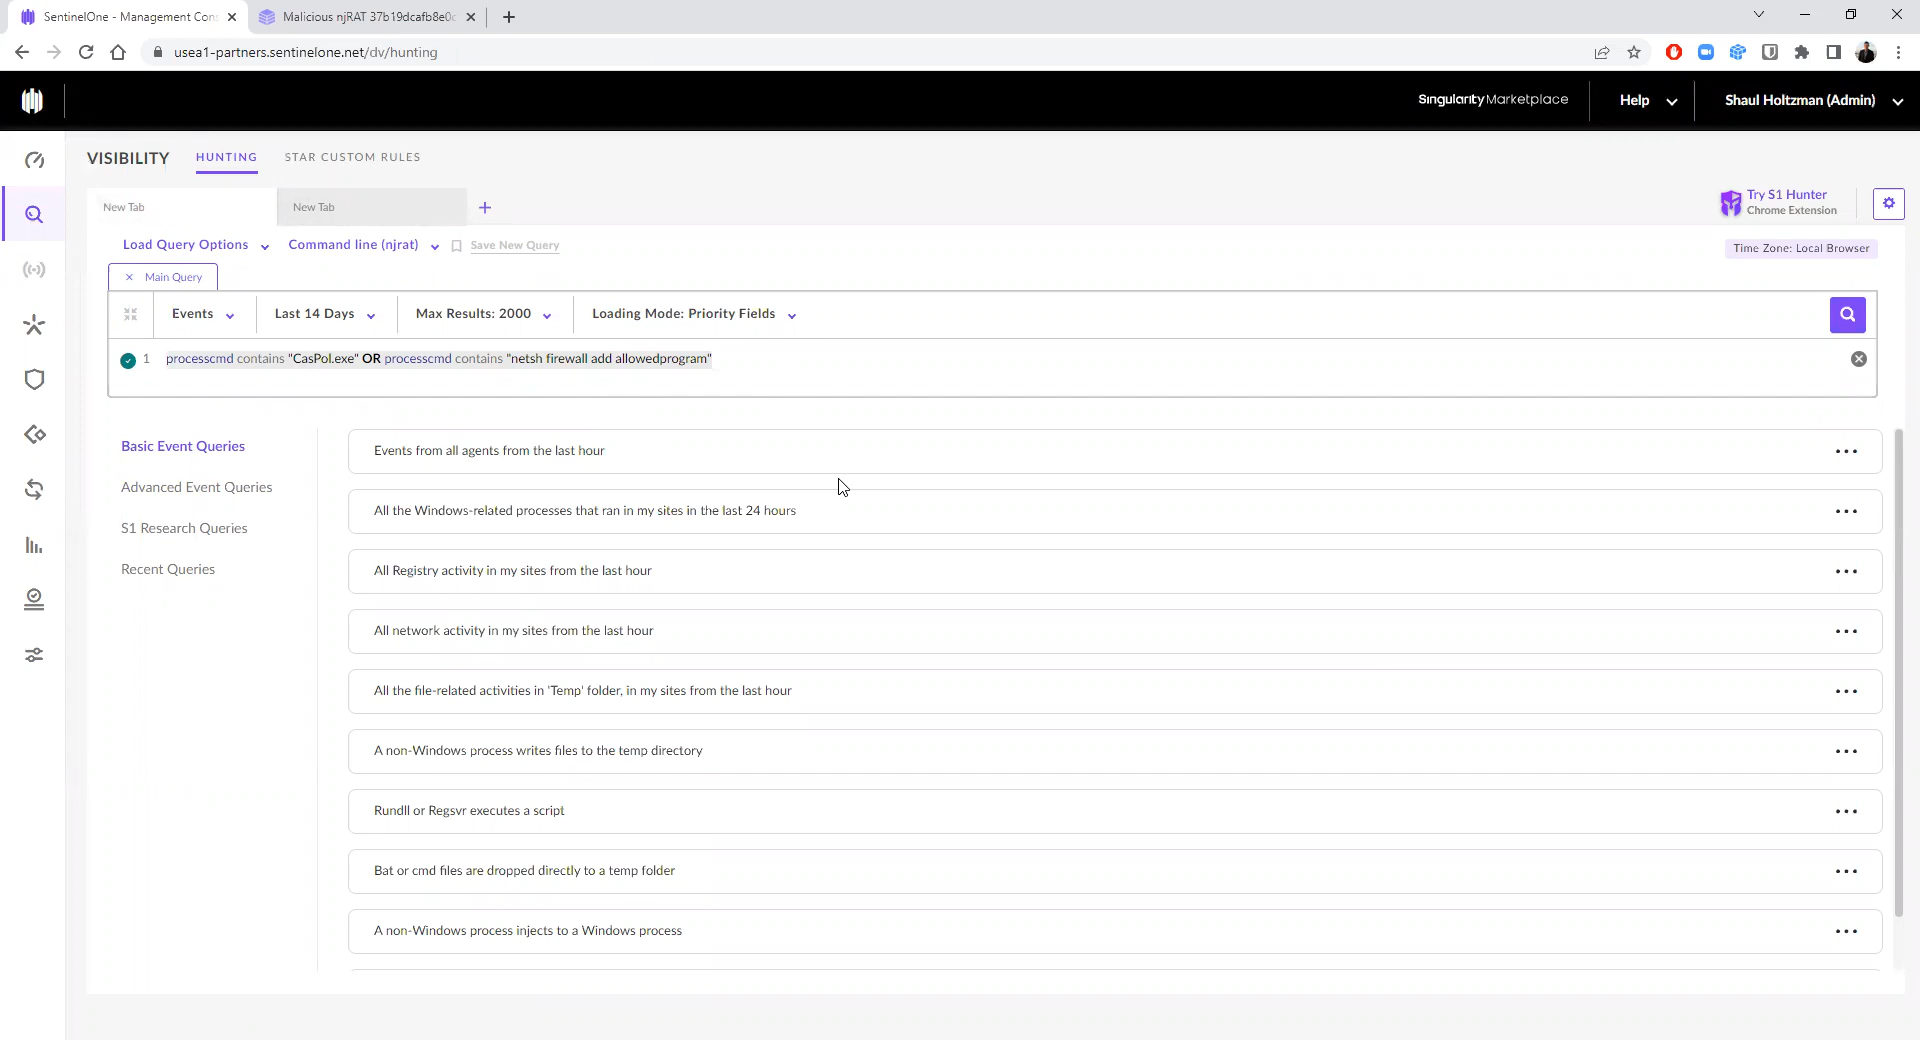 SentinelOne - Management Con
Malicious njRAT 37b19dcafb8e0c
usea1-partners.sentinelone.net/dv/hunting
SingularityMarketplace
Help
Shaul Holtzman (Admin)
VISIBILITY
HUNTING
STAR CUSTOM RULES
New Tab
New Tab
Try S1 Hunter
Chrome Extension
Load Query Options
Command line (njrat)
Save New Query
Time Zone: Local Browser
Main Query
Events
Last 14 Days
Max Results: 2000
Loading Mode: Priority Fields
1 processcmd contains "CasPol.exe" OR processcmd contains "netsh firewall add allowedprogram"
Basic Event Queries
Advanced Event Queries
S1 Research Queries
Recent Queries
Events from all agents from the last hour
All the Windows-related processes that ran in my sites in the last 24 hours
All Registry activity in my sites from the last hour
All network activity in my sites from the last hour
All the file-related activities in 'Temp' folder, in my sites from the last hour
A non-Windows process writes files to the temp directory
Rundll or Regsvr executes a script
Bat or cmd files are dropped directly to a temp folder
A non-Windows process injects to a Windows process